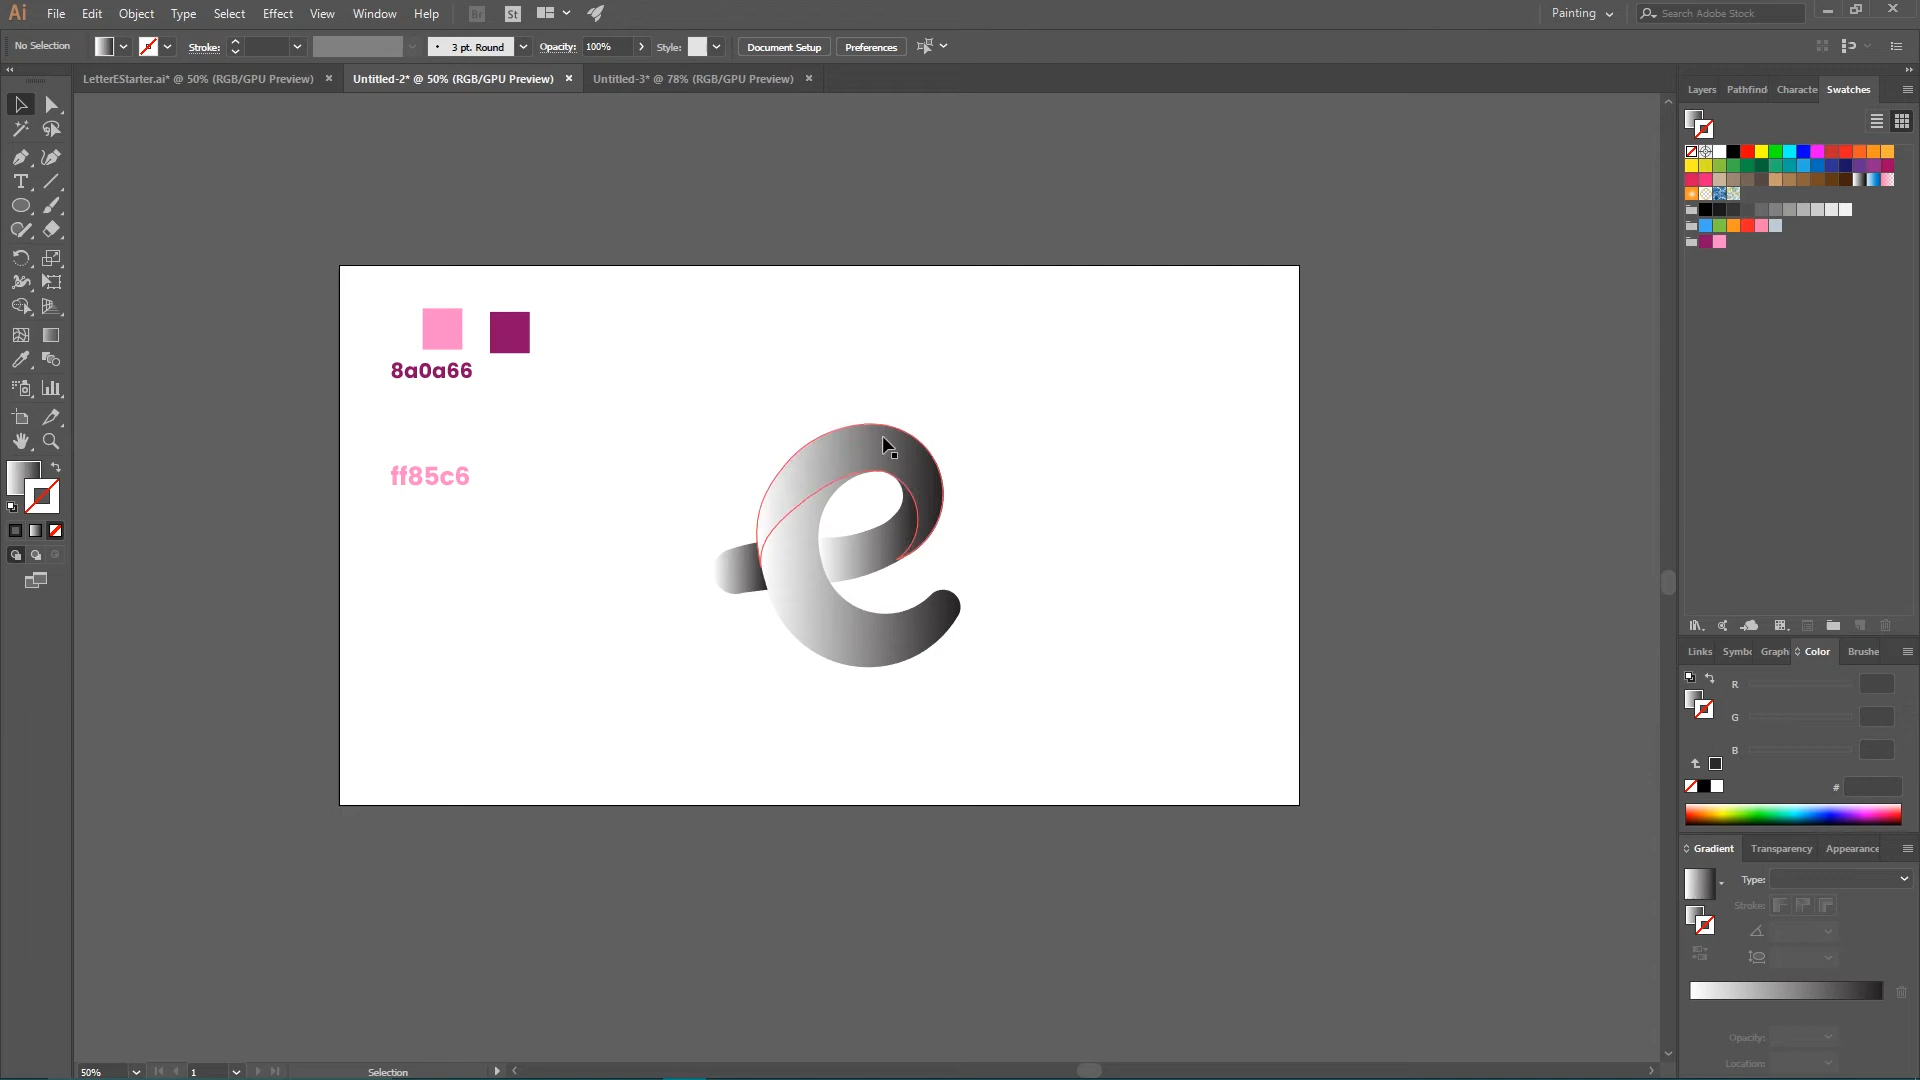 Ai File Edit Object Type Select Effect View Window Help Br St Painting Search Adobe Stock
No Selection Stroke: 3 pt. Round Opacity: 100% Style: Document Setup Preferences
LetterEStarter.ai* @ 50% (RGB/GPU Preview) × Untitled-2* @ 50% (RGB/GPU Preview) × Untitled-3* @ 78% (RGB/GPU Preview) ×
Layers Pathfind Characte Swatches
8a0a66
ff85c6
e
Links Symbo Graph Color Brushe
R
G
B
#
Gradient Transparency Appearance
Type:
Stroke:
Opacity:
Location:
50% 1 Selection